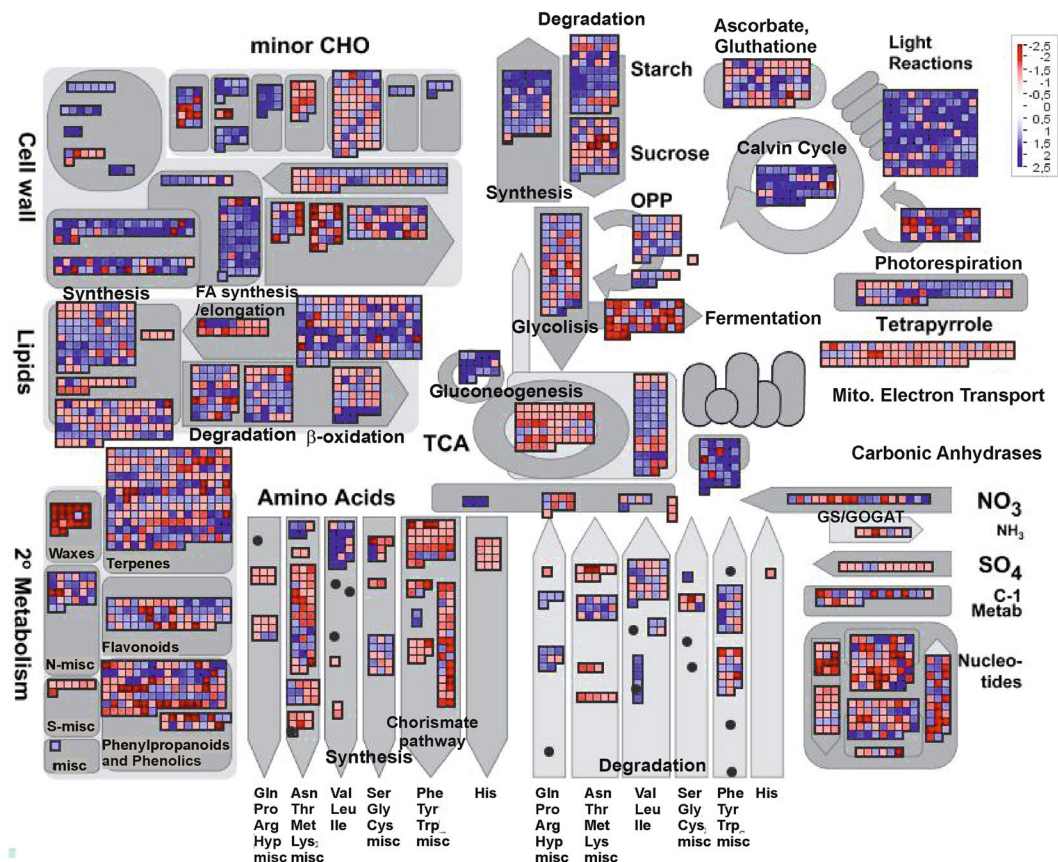 minor CHO
Degradation
Ascorbate,
Gluthatione
Light
Reactions
-2,5
-2
-1,5
-1
-0,5
0
0,5
1
1,5
2
2,5
Starch
Sucrose
Synthesis
Calvin Cycle
Cell wall
OPP
Synthesis
FA synthesis
/elongation
Photorespiration
Glycolisis
Fermentation
Tetrapyrrole
Lipids
Gluconeogenesis
Mito. Electron Transport
Degradation
β-oxidation
TCA
Carbonic Anhydrases
Amino Acids
NO3
GS/GOGAT
NH3
SO4
C-1
Metab
Nucleo-
tides
2º Metabolism
Waxes
Terpenes
N-misc
Flavonoids
S-misc
misc
Phenylpropanoids
and Phenolics
Chorismate
pathway
Synthesis
Degradation
Gln Asn Val Ser Phe His
Pro Thr Leu Gly Tyr
Arg Met Ile Cys Trp
Hyp Lys misc misc
misc misc
Gln Asn Val Ser Phe His
Pro Thr Leu Gly Tyr
Arg Met Ile Cys Trp
Hyp Lys misc misc
misc misc